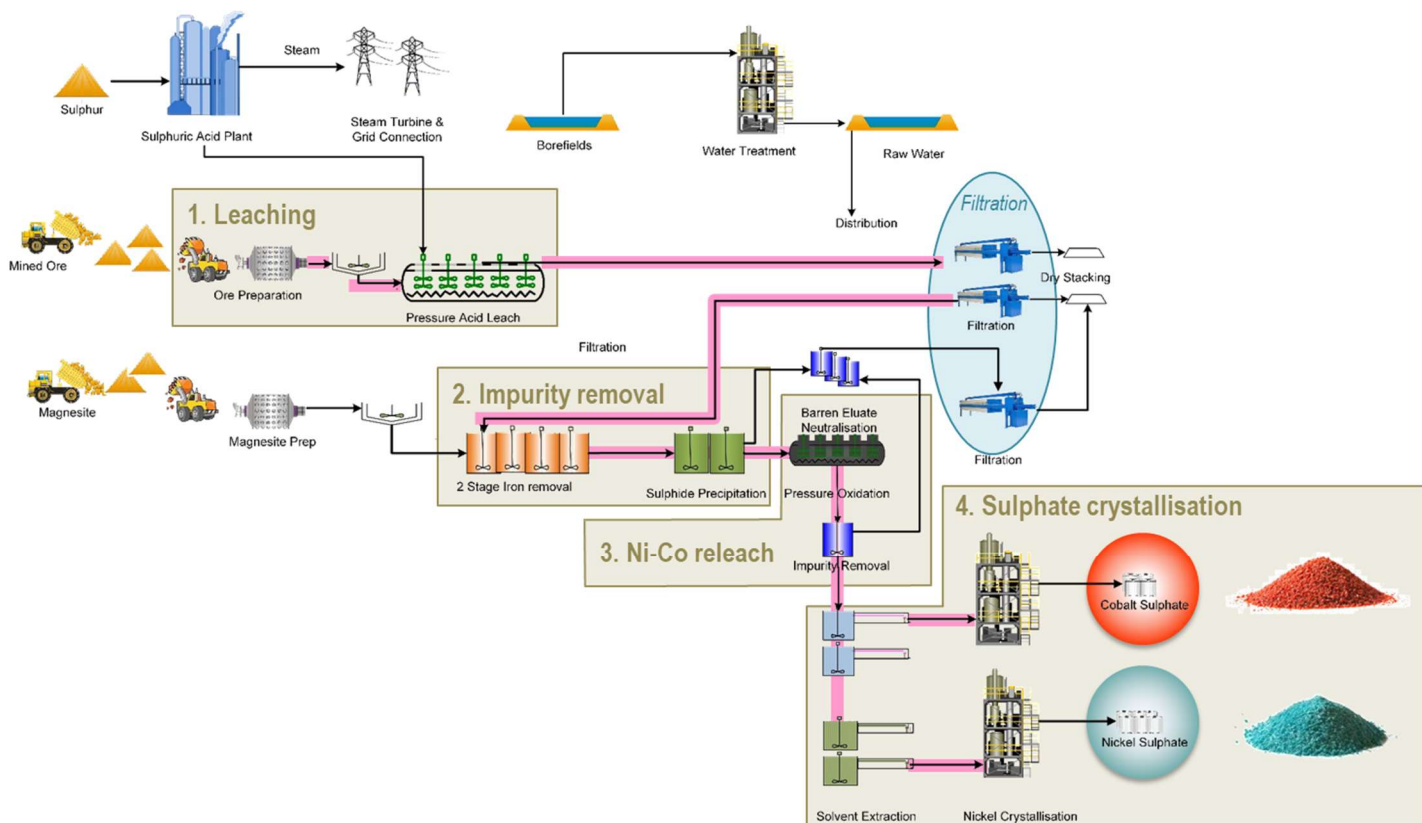 Steam
Sulphur
Sulphuric Acid Plant
Steam Turbine &
Grid Connection
Borefields
Water Treatment
Raw Water
Distribution
1. Leaching
Mined Ore
Ore Preparation
Pressure Acid Leach
Filtration
Dry Stacking
Filtration
Filtration
Filtration
Magnesite
Magnesite Prep
2. Impurity removal
2 Stage Iron removal
Sulphide Precipitation
Barren Eluate
Neutralisation
Pressure Oxidation
3. Ni-Co releach
Impurity Removal
4. Sulphate crystallisation
Cobalt Sulphate
Nickel Sulphate
Solvent Extraction
Nickel Crystallisation